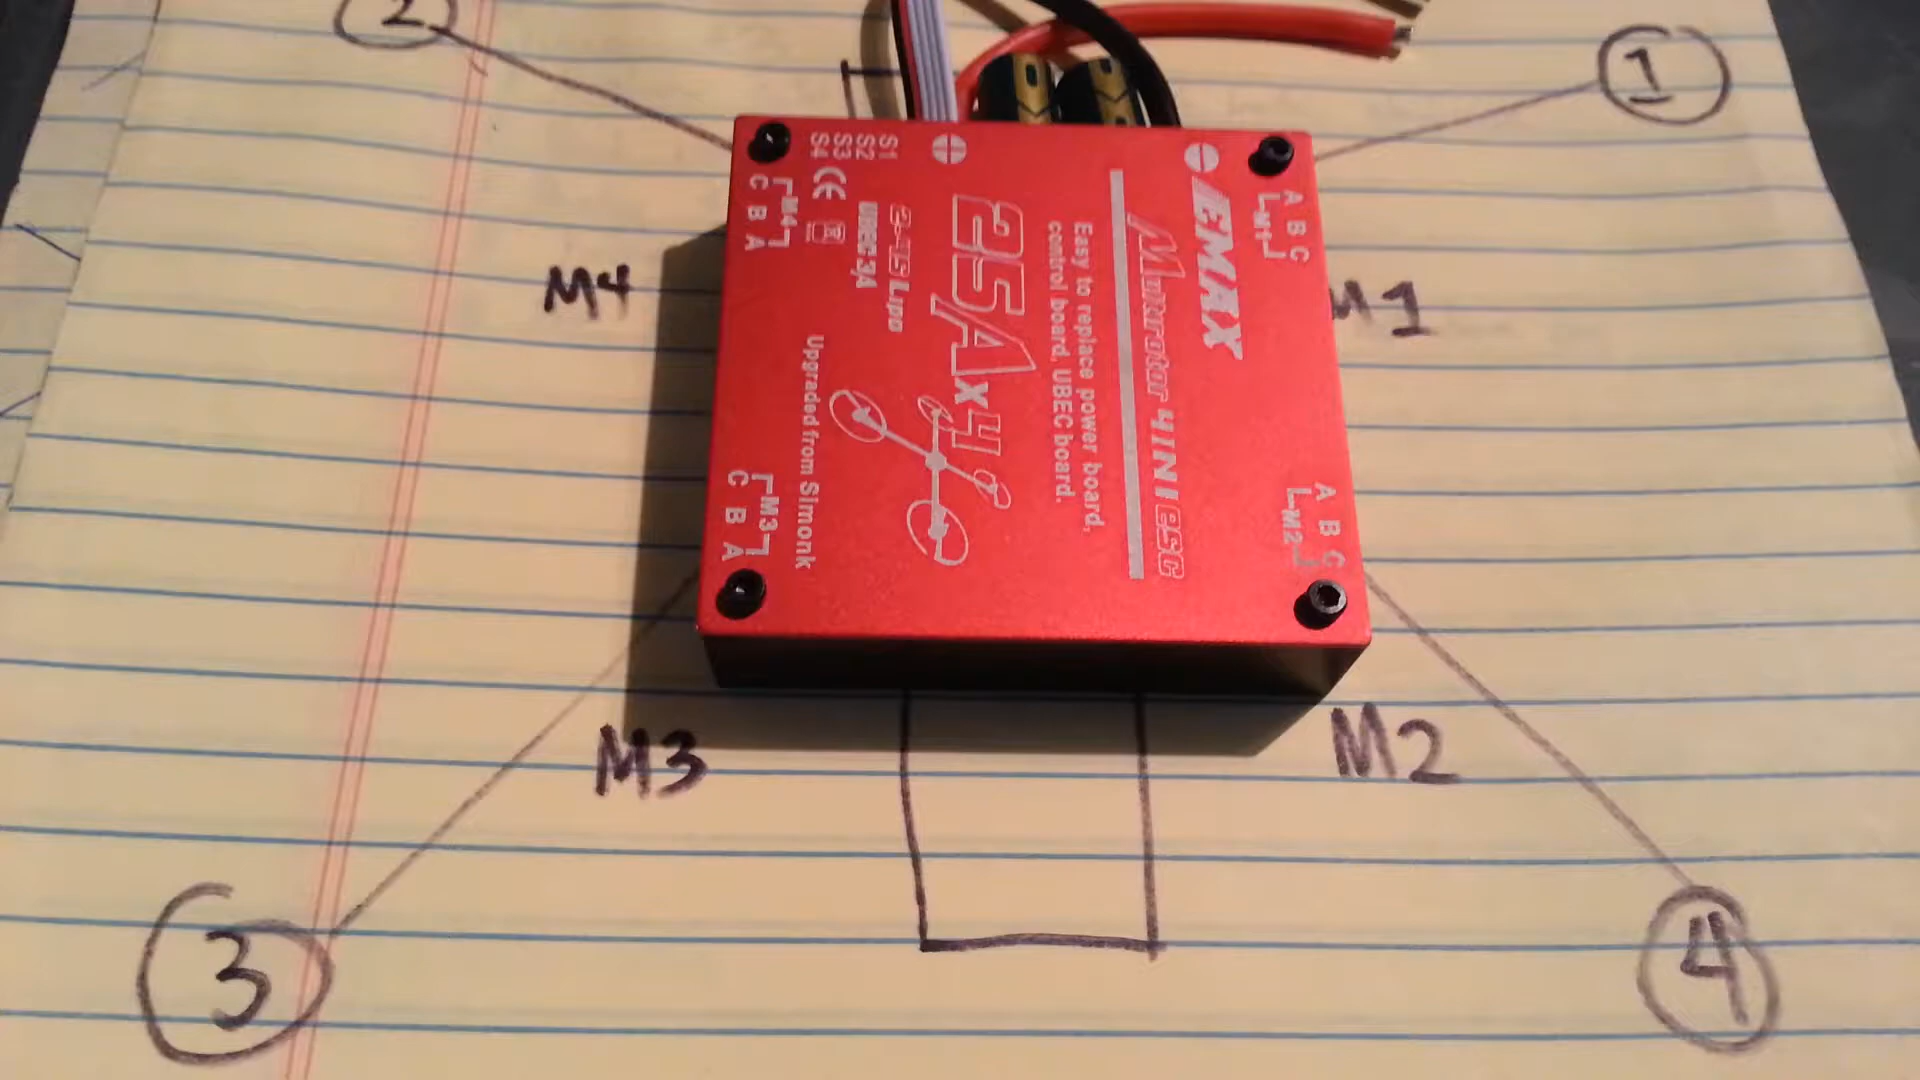 2
1
S1
S2
S3
S4
C B A
M4
A B C
M1
EMAX
Multirotor 4IN1 ESC
Easy to replace power board,
control board, UBEC board.
25Ax4
2-4S Lipo
UBEC 3A
CE
Upgraded from Simonk
C B A
M3
A B C
M2
M4
M1
M3
M2
3
4